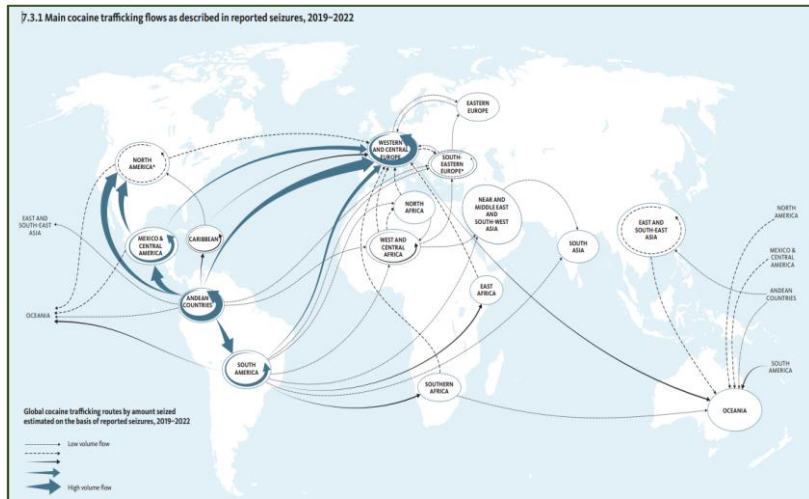 7.3.1 Main cocaine trafficking flows as described in reported seizures, 2019–2022
EASTERN
EUROPE
WESTERN
AND CENTRAL
EUROPE
NORTH
AMERICA*
SOUTH-
EASTERN
EUROPE*
NORTH
AFRICA
NEAR AND
MIDDLE EAST
AND
SOUTH-WEST
ASIA
EAST AND
SOUTH-EAST
ASIA
MEXICO &
CENTRAL
AMERICA
CARIBBEAN
WEST AND
CENTRAL
AFRICA
SOUTH
ASIA
EAST AND
SOUTH-EAST
ASIA
NORTH
AMERICA
MEXICO &
CENTRAL
AMERICA
ANDEAN
COUNTRIES
EAST
AFRICA
ANDEAN
COUNTRIES
OCEANIA
SOUTH
AMERICA
SOUTHERN
AFRICA
SOUTH
AMERICA
OCEANIA
Global cocaine trafficking routes by amount seized
estimated on the basis of reported seizures, 2019–2022
Low volume flow
High volume flow